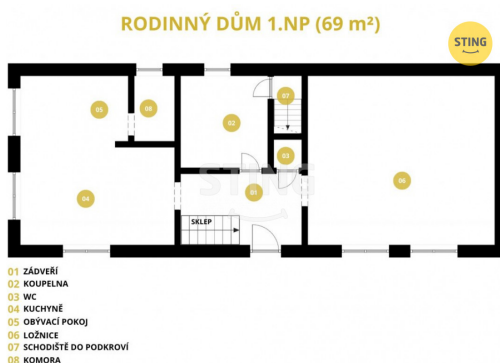 RODINNÝ DŮM 1.NP (69 m²)
STING
05
08
02
07
03
04
STING
01
06
SKLEP
01 ZÁDVEŘÍ
02 KOUPELNA
03 WC
04 KUCHYNĚ
05 OBÝVACÍ POKOJ
06 LOŽNICE
07 SCHODIŠTĚ DO PODKROVÍ
08 KOMORA